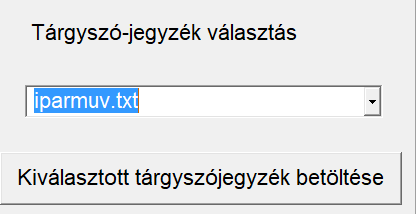 Tárgyszó-jegyzék választás
iparmuv.txt
Kiválasztott tárgyszójegyzék betöltése